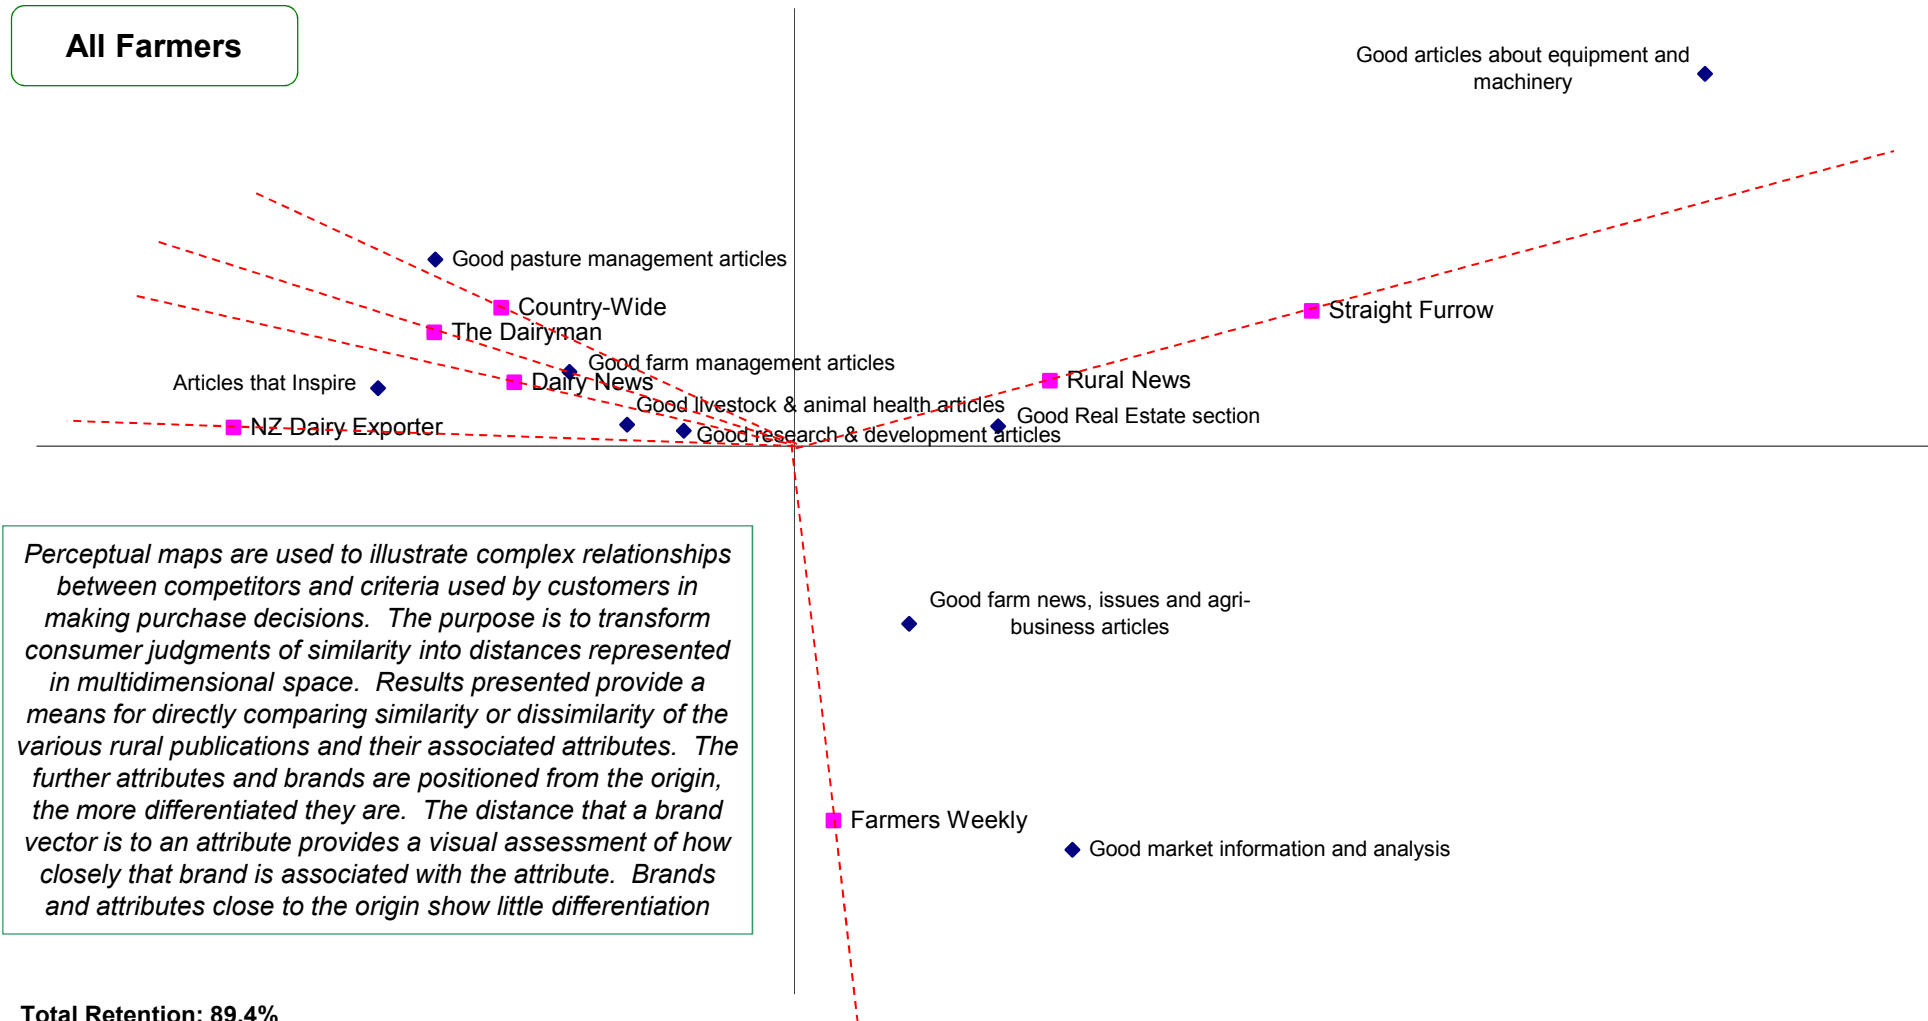 All Farmers
Good articles about equipment and
machinery
Good pasture management articles
Country-Wide
Straight Furrow
The Dairyman
Good farm management articles
Articles that Inspire
Dairy News
Rural News
Good livestock & animal health articles
Good Real Estate section
NZ Dairy Exporter
Good research & development articles
Perceptual maps are used to illustrate complex relationships
between competitors and criteria used by customers in
making purchase decisions.  The purpose is to transform
consumer judgments of similarity into distances represented
in multidimensional space.  Results presented provide a
means for directly comparing similarity or dissimilarity of the
various rural publications and their associated attributes.  The
further attributes and brands are positioned from the origin,
the more differentiated they are.  The distance that a brand
vector is to an attribute provides a visual assessment of how
closely that brand is associated with the attribute.  Brands
and attributes close to the origin show little differentiation
Good farm news, issues and agri-
business articles
Farmers Weekly
Good market information and analysis
Total Retention: 89.4%